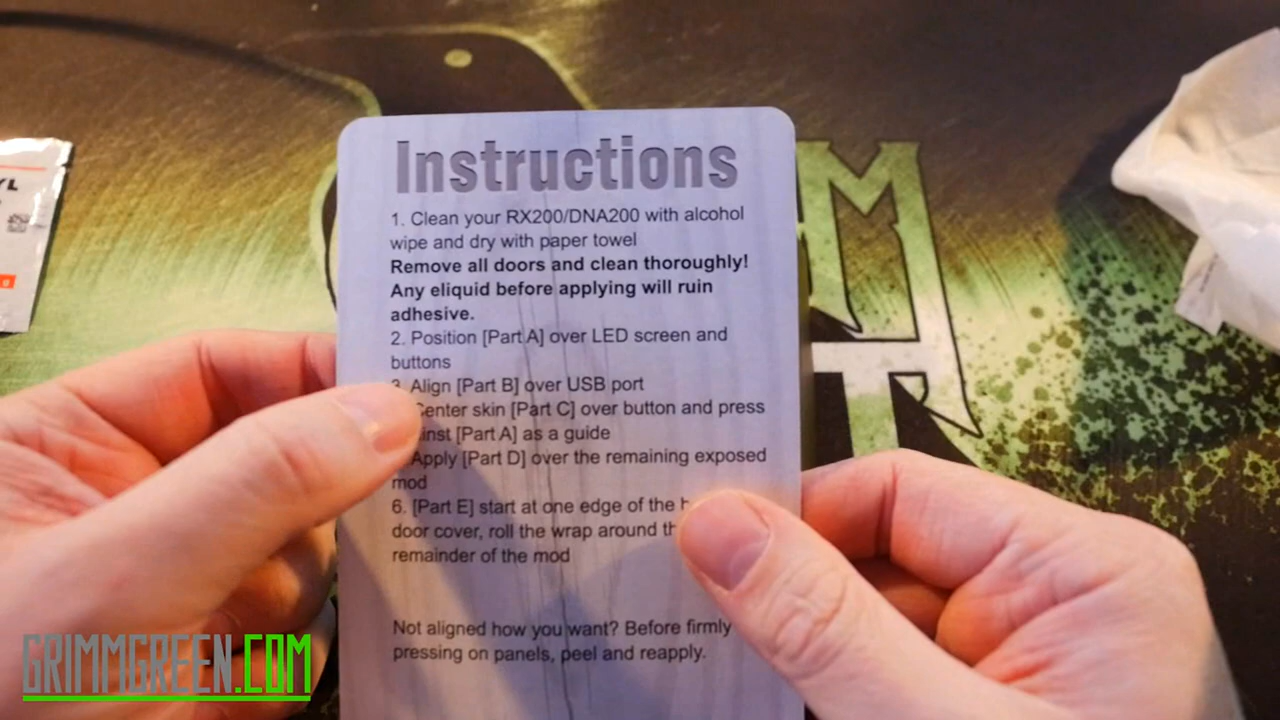 Instructions
1. Clean your RX200/DNA200 with alcohol
wipe and dry with paper towel
Remove all doors and clean thoroughly!
Any eliquid before applying will ruin
adhesive.
2. Position [Part A] over LED screen and
buttons
3. Align [Part B] over USB port
Center skin [Part C] over button and press
[Part A] as a guide
Apply [Part D] over the remaining exposed
mod
6. [Part E] start at one edge of the
door cover, roll the wrap around
remainder of the mod
Not aligned how you want? Before firmly
pressing on panels, peel and reapply.
GRIMMGREEN.COM